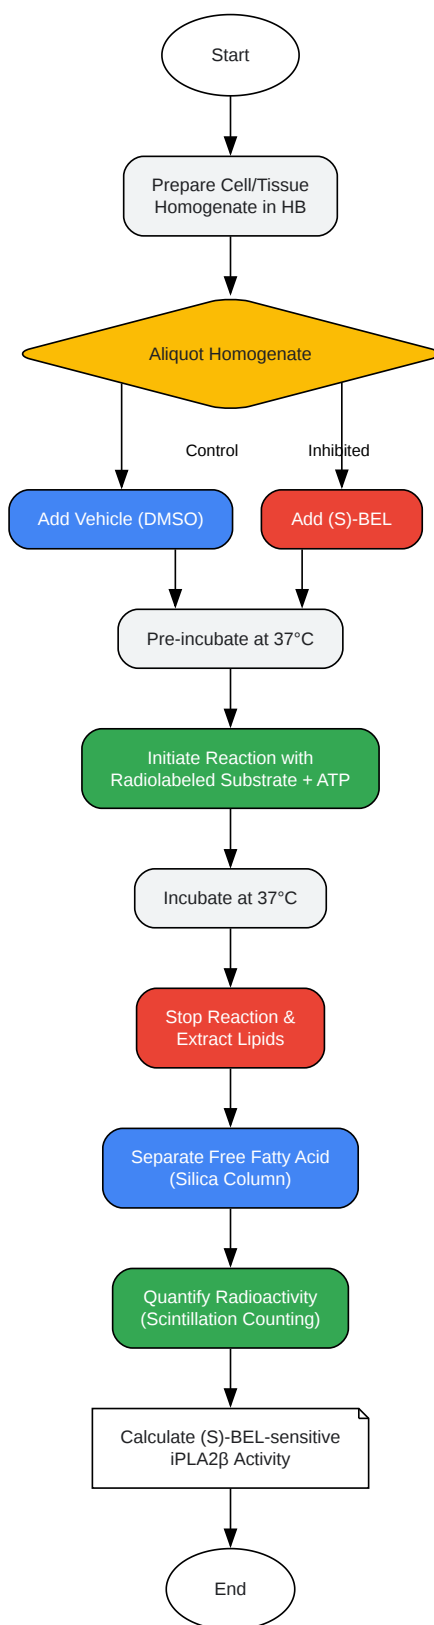 Start
Prepare Cell/Tissue
Homogenate in HB
Aliquot Homogenate
Control
Inhibited
Add Vehicle (DMSO)
Add (S)-BEL
Pre-incubate at 37°C
Initiate Reaction with
Radiolabeled Substrate + ATP
Incubate at 37°C
Stop Reaction &
Extract Lipids
Separate Free Fatty Acid
(Silica Column)
Quantify Radioactivity
(Scintillation Counting)
Calculate (S)-BEL-sensitive
iPLA2β Activity
End